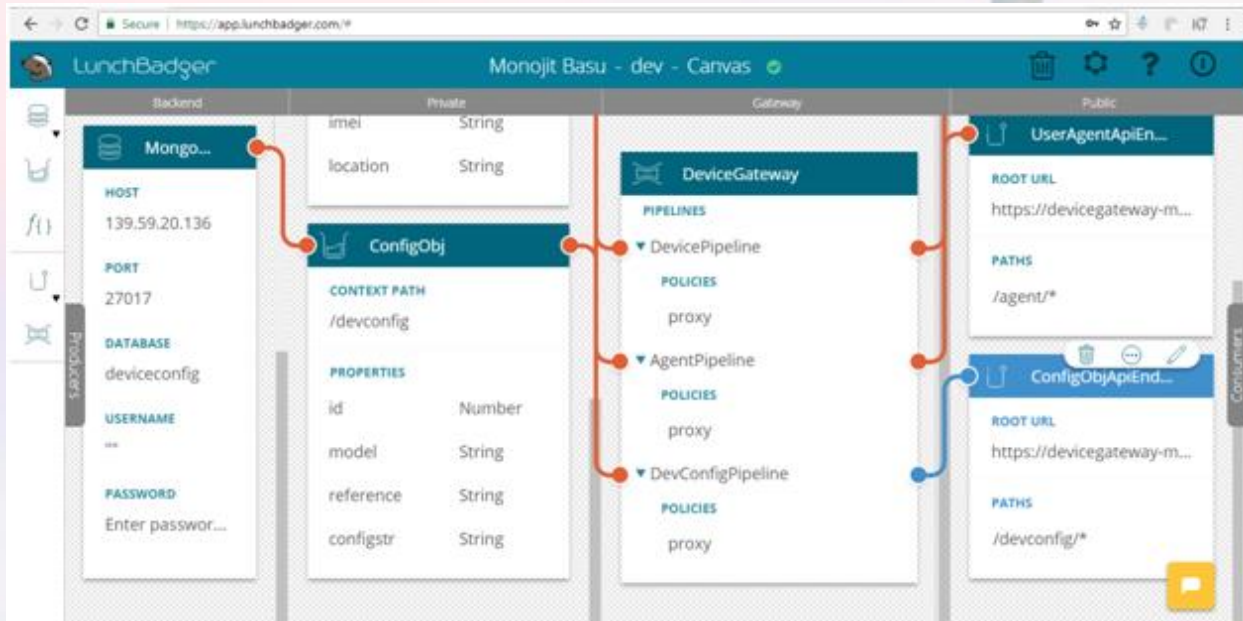 Secure | https://app.lunchbadger.com/#
LunchBadger
Monojit Basu - dev - Canvas
Backend
Private
Gateway
Public
Producers
Mongo...
HOST
139.59.20.136
PORT
27017
DATABASE
deviceconfig
USERNAME
""
PASSWORD
Enter passwor...
imei String
location String
ConfigObj
CONTEXT PATH
/devconfig
PROPERTIES
id Number
model String
reference String
configstr String
DeviceGateway
PIPELINES
DevicePipeline
POLICIES
proxy
AgentPipeline
POLICIES
proxy
DevConfigPipeline
POLICIES
proxy
UserAgentApiEn...
ROOT URL
https://devicegateway-m...
PATHS
/agent/*
ConfigObjApiEnd...
ROOT URL
https://devicegateway-m...
PATHS
/devconfig/*
Consumers